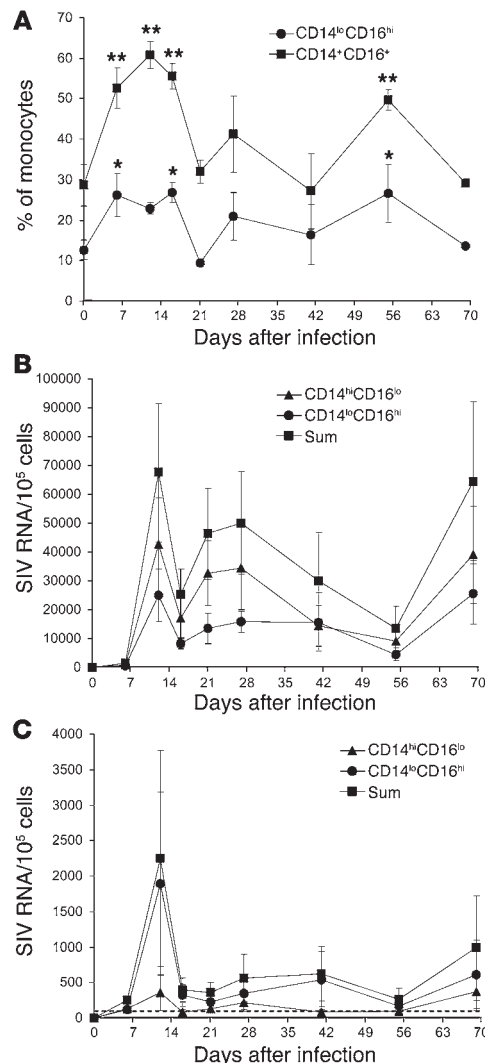 A
CD14ˡᵒCD16ʰⁱ
CD14⁺CD16⁺
% of monocytes
70
60
50
40
30
20
10
0
** ** ** **
* * *
0 7 14 21 28 35 42 49 56 63 70
Days after infection
B
CD14ʰⁱCD16ˡᵒ
CD14ˡᵒCD16ʰⁱ
Sum
SIV RNA/10⁵ cells
100000
90000
80000
70000
60000
50000
40000
30000
20000
10000
0
0 7 14 21 28 35 42 49 56 63 70
Days after infection
C
CD14ʰⁱCD16ˡᵒ
CD14ˡᵒCD16ʰⁱ
Sum
SIV RNA/10⁵ cells
4000
3500
3000
2500
2000
1500
1000
500
0
0 7 14 21 28 35 42 49 56 63 70
Days after infection